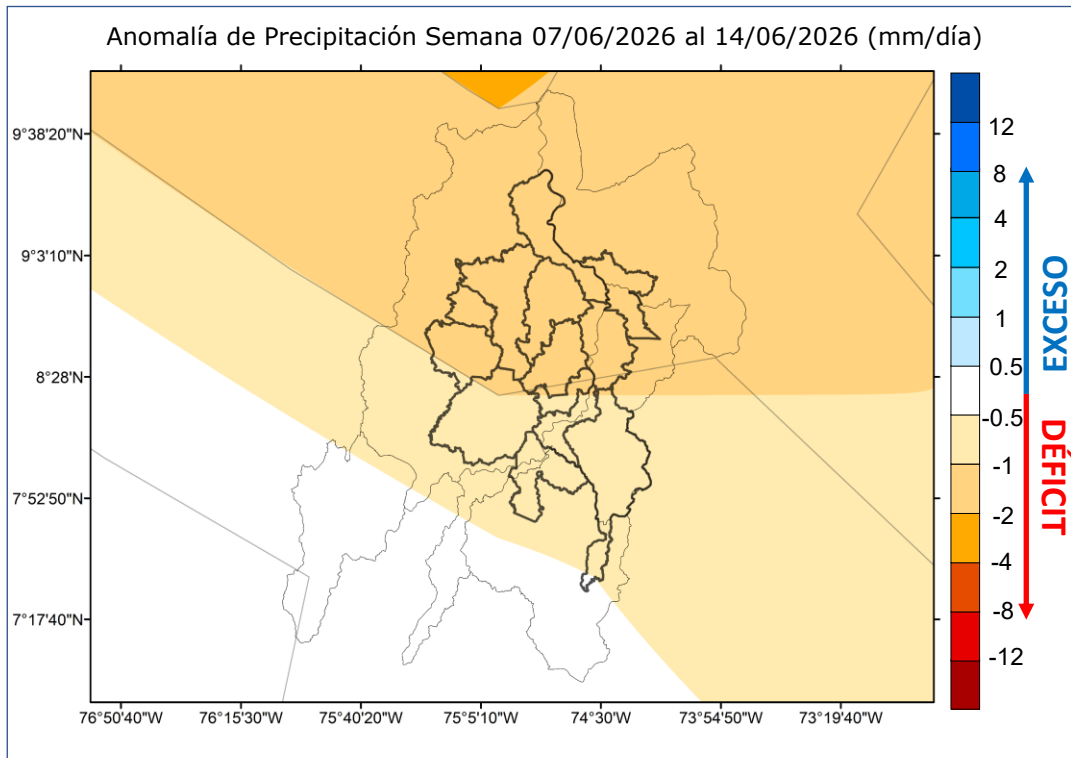 Anomalía de Precipitación Semana 07/06/2026 al 14/06/2026 (mm/día)
9°38'20"N
9°3'10"N
8°28'N
7°52'50"N
7°17'40"N
76°50'40"W
76°15'30"W
75°40'20"W
75°5'10"W
74°30'W
73°54'50"W
73°19'40"W
12
8
4
2
1
0.5
-0.5
-1
-2
-4
-8
-12
EXCESO
DÉFICIT